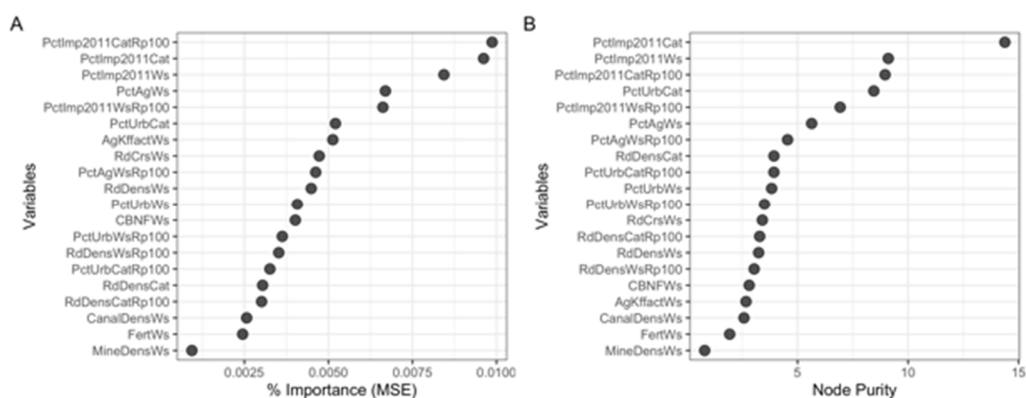 A
Variables
PctImp2011CatRp100
PctImp2011Cat
PctImp2011Ws
PctAgWs
PctImp2011WsRp100
PctUrbCat
AgKffactWs
RdCrsWs
PctAgWsRp100
RdDensWs
PctUrbWs
CBNFWs
PctUrbWsRp100
RdDensWsRp100
PctUrbCatRp100
RdDensCat
RdDensCatRp100
CanalDensWs
FertWs
MineDensWs
0.0025 0.0050 0.0075 0.0100
% Importance (MSE)
B
Variables
PctImp2011Cat
PctImp2011Ws
PctImp2011CatRp100
PctUrbCat
PctImp2011WsRp100
PctAgWs
PctAgWsRp100
RdDensCat
PctUrbCatRp100
PctUrbWs
PctUrbWsRp100
RdCrsWs
RdDensCatRp100
RdDensWs
RdDensWsRp100
CBNFWs
AgKffactWs
CanalDensWs
FertWs
MineDensWs
5 10 15
Node Purity